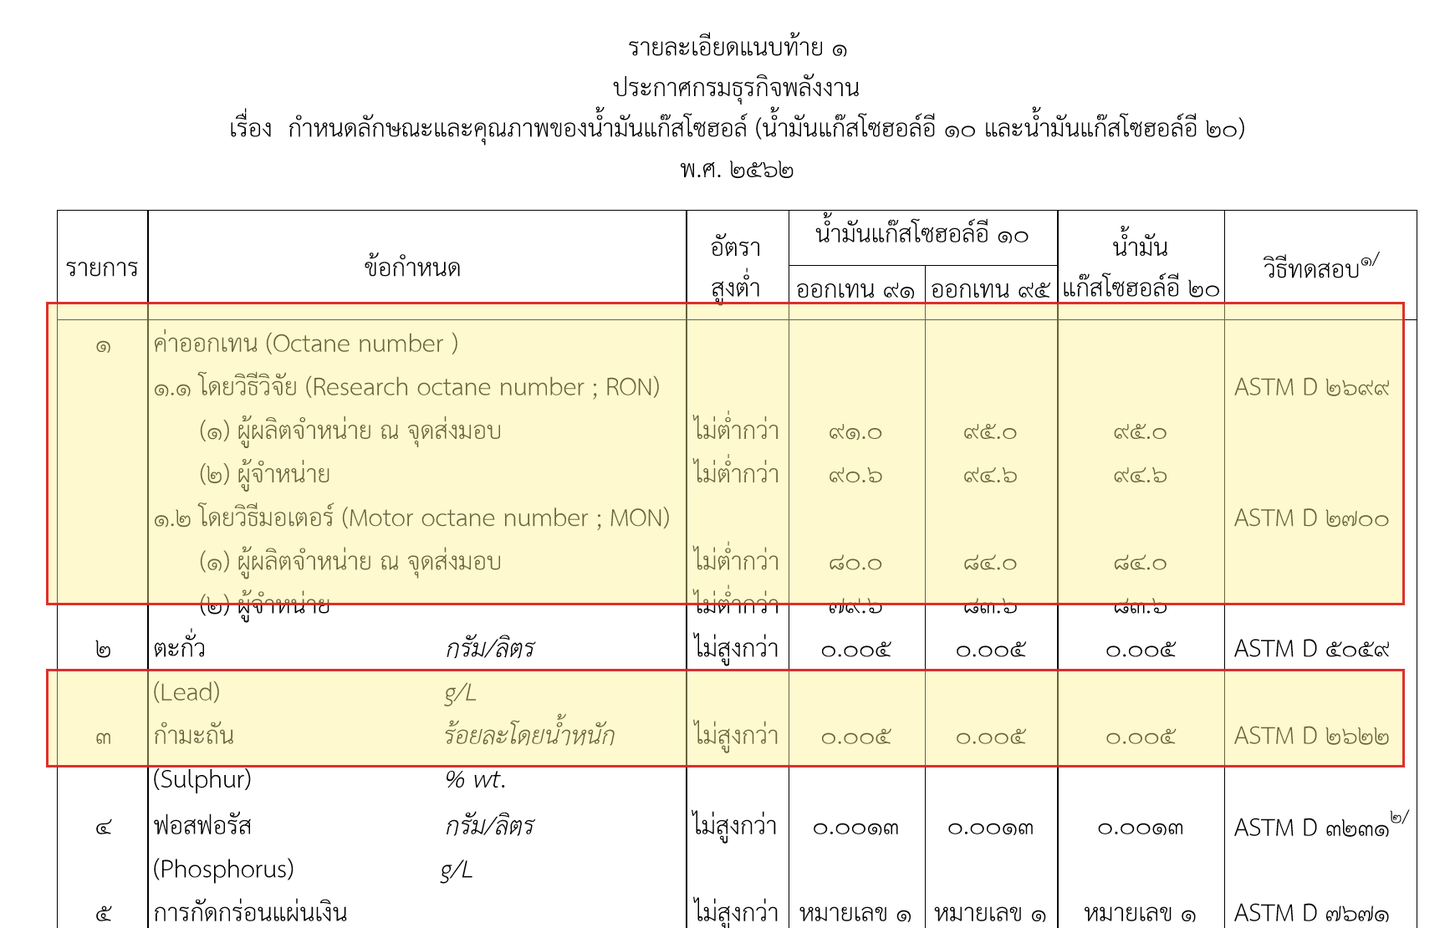 รายละเอียดแนบท้าย ๑
ประกาศกรมธุรกิจพลังงาน
เรื่อง กำหนดลักษณะและคุณภาพของน้ำมันแก๊สโซฮอล์ (น้ำมันแก๊สโซฮอล์อี ๑๐ และน้ำมันแก๊สโซฮอล์อี ๒๐)
พ.ศ. ๒๕๖๒
รายการ ข้อกำหนด อัตรา สูงต่ำ น้ำมันแก๊สโซฮอล์อี ๑๐ น้ำมัน แก๊สโซฮอล์อี ๒๐ วิธีทดสอบ๑/
ออกเทน ๙๑ ออกเทน ๙๕
๑ ค่าออกเทน (Octane number )
๑.๑ โดยวิธีวิจัย (Research octane number ; RON) ASTM D ๒๖๙๙
(๑) ผู้ผลิตจำหน่าย ณ จุดส่งมอบ ไม่ต่ำกว่า ๙๑.๐ ๙๕.๐ ๙๕.๐
(๒) ผู้จำหน่าย ไม่ต่ำกว่า ๙๐.๖ ๙๔.๖ ๙๔.๖
๑.๒ โดยวิธีมอเตอร์ (Motor octane number ; MON) ASTM D ๒๗๐๐
(๑) ผู้ผลิตจำหน่าย ณ จุดส่งมอบ ไม่ต่ำกว่า ๘๐.๐ ๘๔.๐ ๘๔.๐
(๒) ผู้จำหน่าย ไม่ต่ำกว่า ๗๙.๖ ๘๓.๖ ๘๓.๖
๒ ตะกั่ว กรัม/ลิตร ไม่สูงกว่า ๐.๐๐๕ ๐.๐๐๕ ๐.๐๐๕ ASTM D ๕๐๕๙
(Lead) g/L
๓ กำมะถัน ร้อยละโดยน้ำหนัก ไม่สูงกว่า ๐.๐๐๕ ๐.๐๐๕ ๐.๐๐๕ ASTM D ๒๖๒๒
(Sulphur) % wt.
๔ ฟอสฟอรัส กรัม/ลิตร ไม่สูงกว่า ๐.๐๐๑๓ ๐.๐๐๑๓ ๐.๐๐๑๓ ASTM D ๓๒๓๑๒/
(Phosphorus) g/L
๕ การกัดกร่อนแผ่นเงิน ไม่สูงกว่า หมายเลข ๑ หมายเลข ๑ หมายเลข ๑ ASTM D ๗๖๗๑